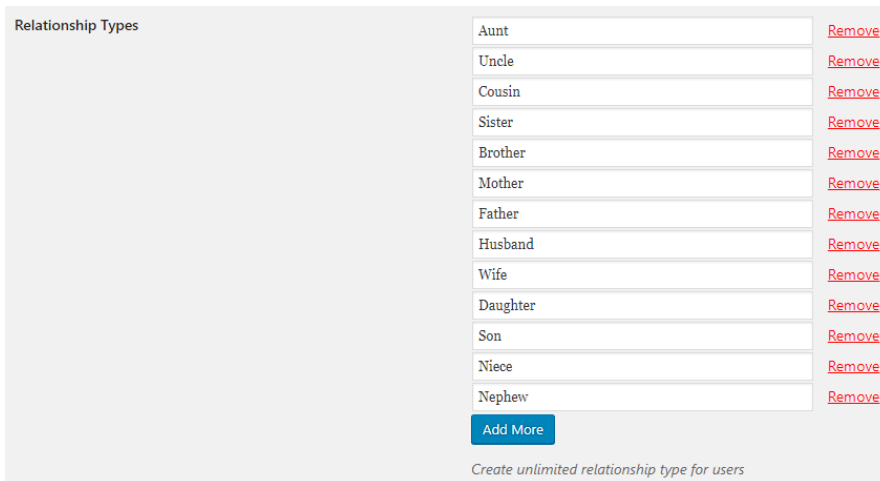 Relationship Types
Aunt Remove
Uncle Remove
Cousin Remove
Sister Remove
Brother Remove
Mother Remove
Father Remove
Husband Remove
Wife Remove
Daughter Remove
Son Remove
Niece Remove
Nephew Remove
Add More
Create unlimited relationship type for users